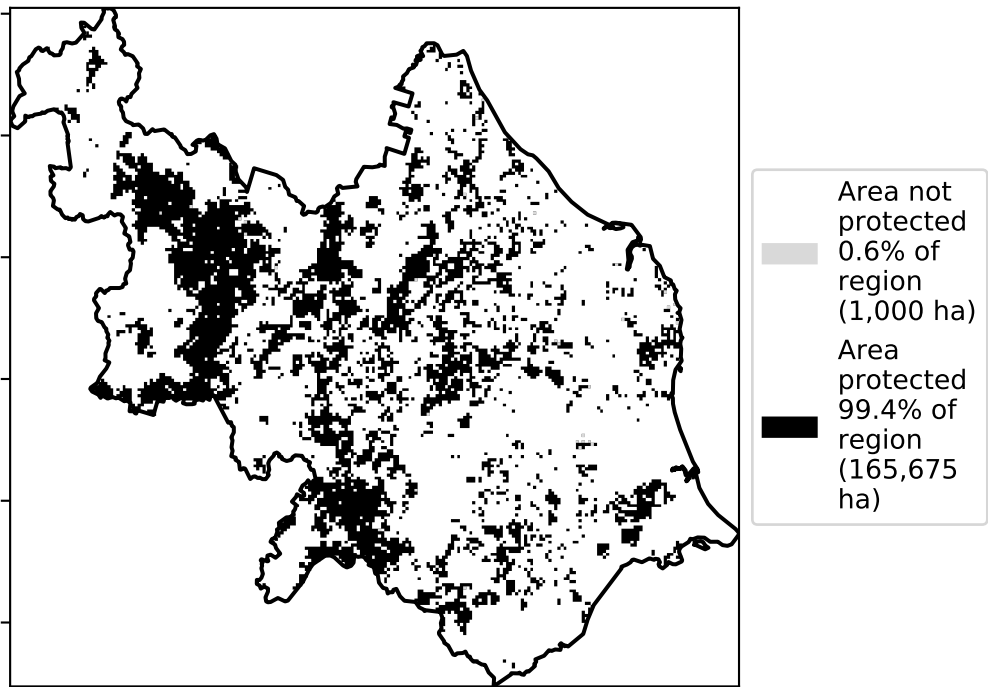 Area not
protected
0.6% of
region
(1,000 ha)
Area
protected
99.4% of
region
(165,675
ha)